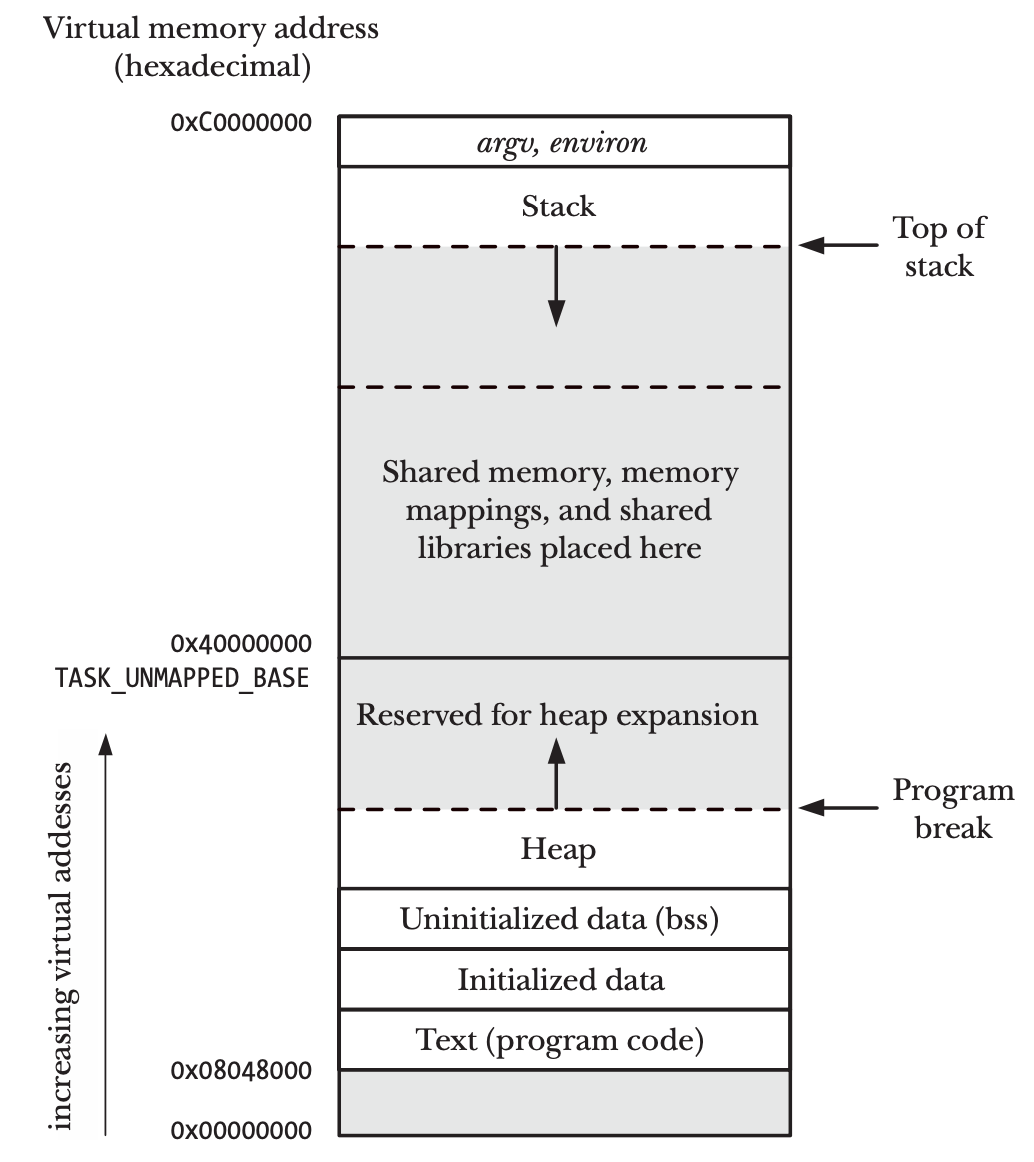 Virtual memory address
(hexadecimal)
0xC0000000
argv, environ
Stack
Top of
stack
Shared memory, memory
mappings, and shared
libraries placed here
0x40000000
TASK_UNMAPPED_BASE
Reserved for heap expansion
Program
break
Heap
Uninitialized data (bss)
Initialized data
Text (program code)
0x08048000
0x00000000
increasing virtual addesses